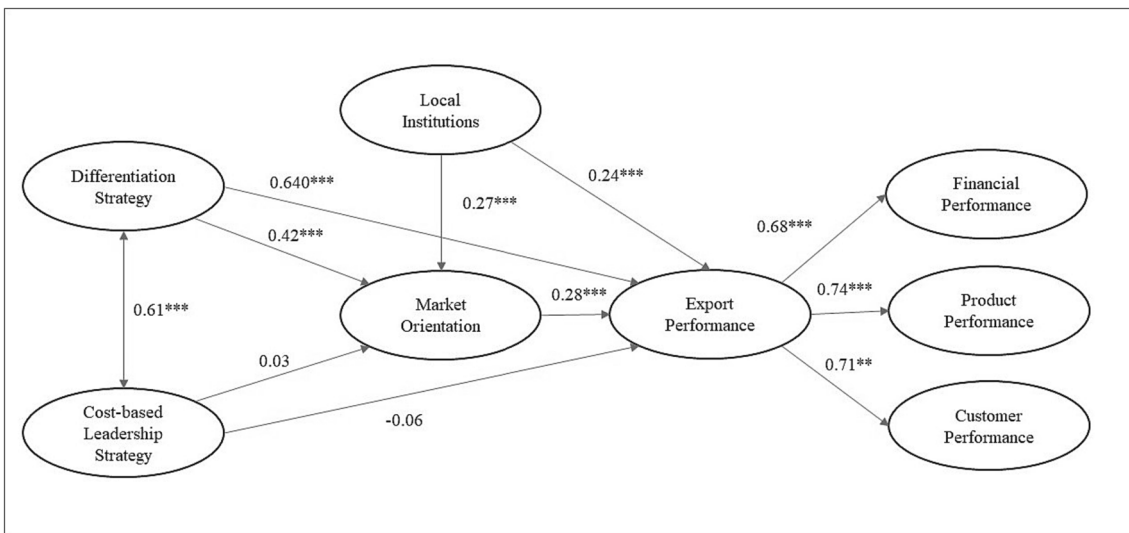 Local
Institutions
Differentiation
Strategy
0.640***
0.24***
Financial
Performance
0.27***
0.68***
0.42***
0.61***
Market
Orientation
0.28***
Export
Performance
0.74***
Product
Performance
0.03
0.71**
Cost-based
Leadership
Strategy
-0.06
Customer
Performance